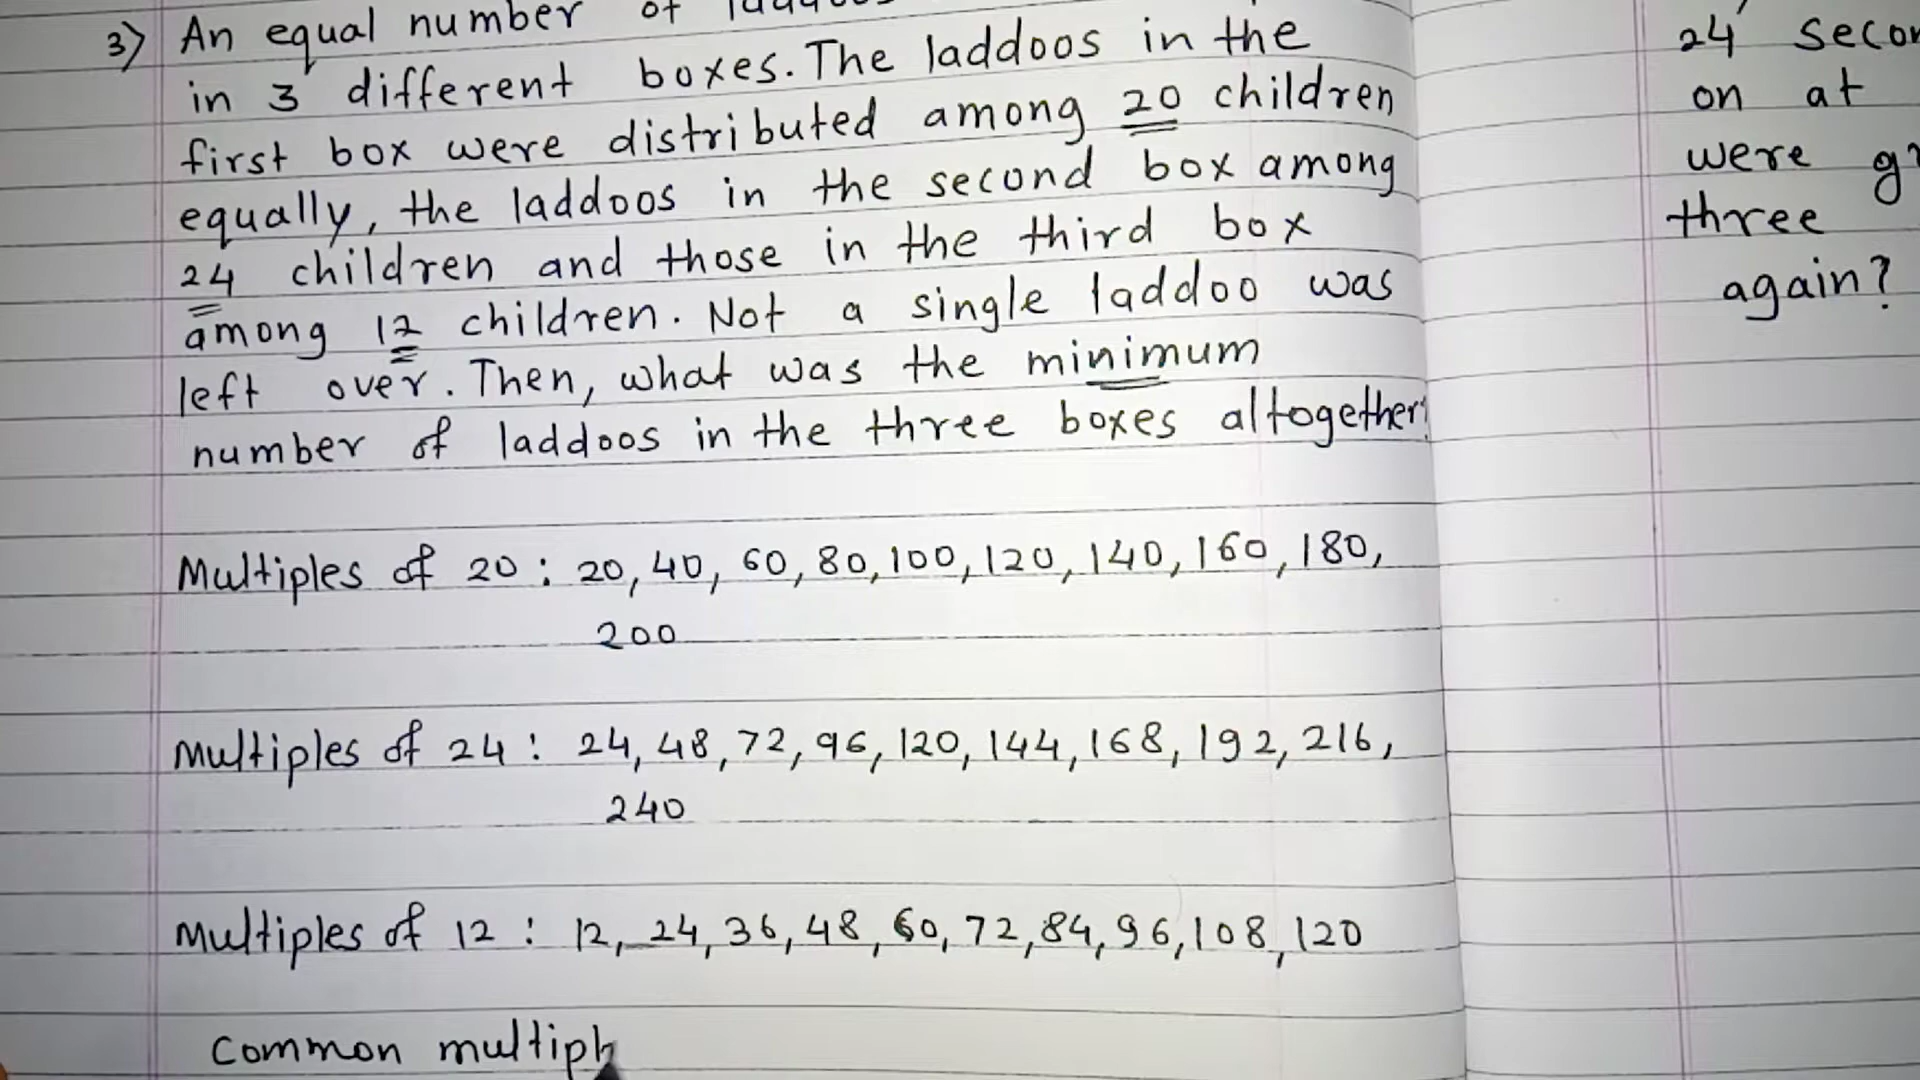 3) An equal number of laddoos
in 3 different boxes. The laddoos in the
first box were distributed among 20 children
equally, the laddoos in the second box among
24 children and those in the third box
among 12 children. Not a single laddoo was
left over. Then, what was the minimum
number of laddoos in the three boxes altogether?
Multiples of 20 : 20, 40, 60, 80, 100, 120, 140, 160, 180,
200
Multiples of 24 : 24, 48, 72, 96, 120, 144, 168, 192, 216,
240
Multiples of 12 : 12, 24, 36, 48, 60, 72, 84, 96, 108, 120
common multipl
24
on at
were
three
again?